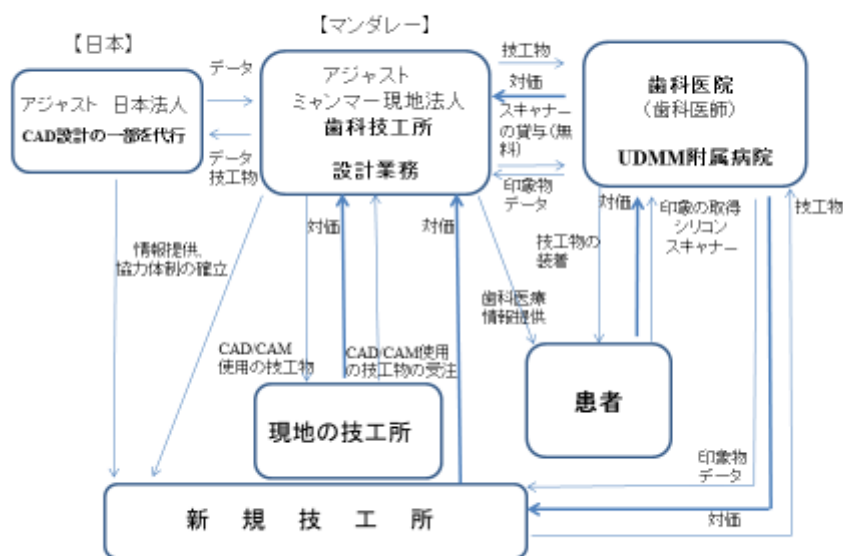 【日本】
【マンダレー】
アジャスト 日本法人
CAD設計の一部を代行
データ
データ
技工物
アジャスト
ミャンマー現地法人
歯科技工所
設計業務
技工物
対価
スキャナー
の貸与(無
料)
印象物
データ
歯科医院
(歯科医師)
UDMM附属病院
情報提供、
協力体制の確立
対価
対価
技工物の
装着
対価
印象の取得
シリコン
スキャナー
技工物
歯科医療
情報提供
CAD/CAM
使用の技工物
CAD/CAM使用
の技工物の受注
現地の技工所
患者
印象物
データ
対価
新規技工所